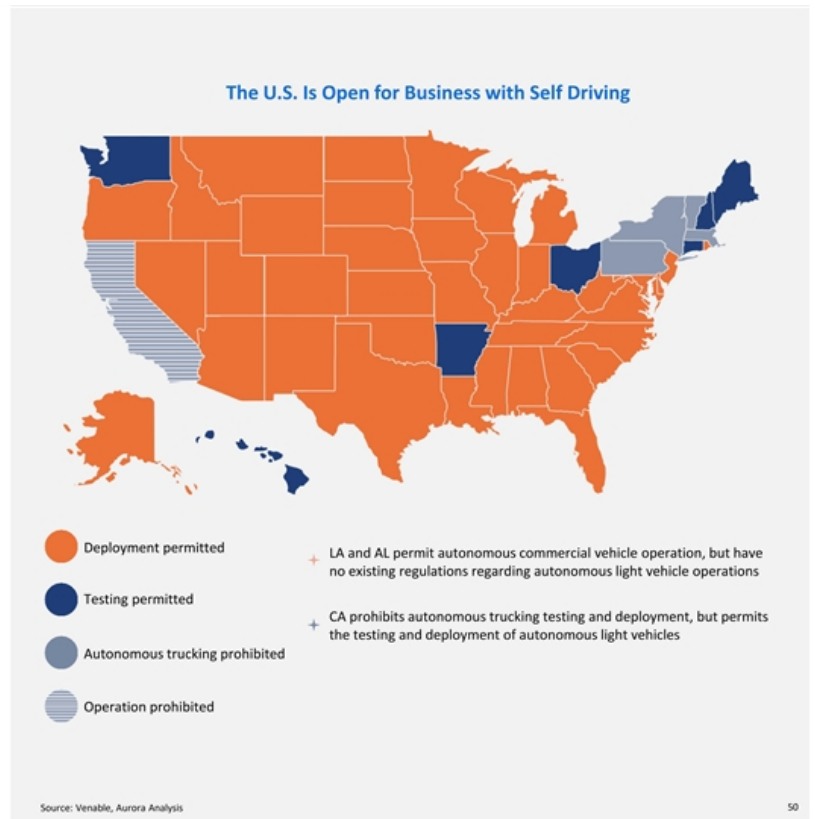 The U.S. Is Open for Business with Self Driving
Deployment permitted
Testing permitted
Autonomous trucking prohibited
Operation prohibited
LA and AL permit autonomous commercial vehicle operation, but have
no existing regulations regarding autonomous light vehicle operations
CA prohibits autonomous trucking testing and deployment, but permits
the testing and deployment of autonomous light vehicles
Source: Venable, Aurora Analysis
50